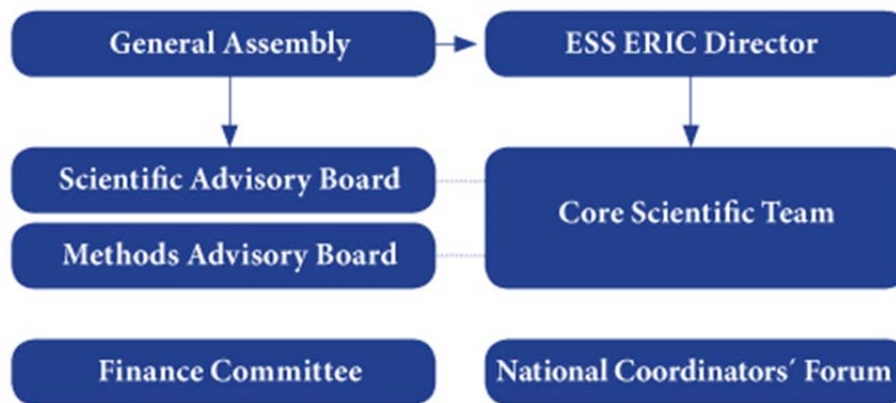 General Assembly
ESS ERIC Director
Scientific Advisory Board
Core Scientific Team
Methods Advisory Board
Finance Committee
National Coordinators´ Forum